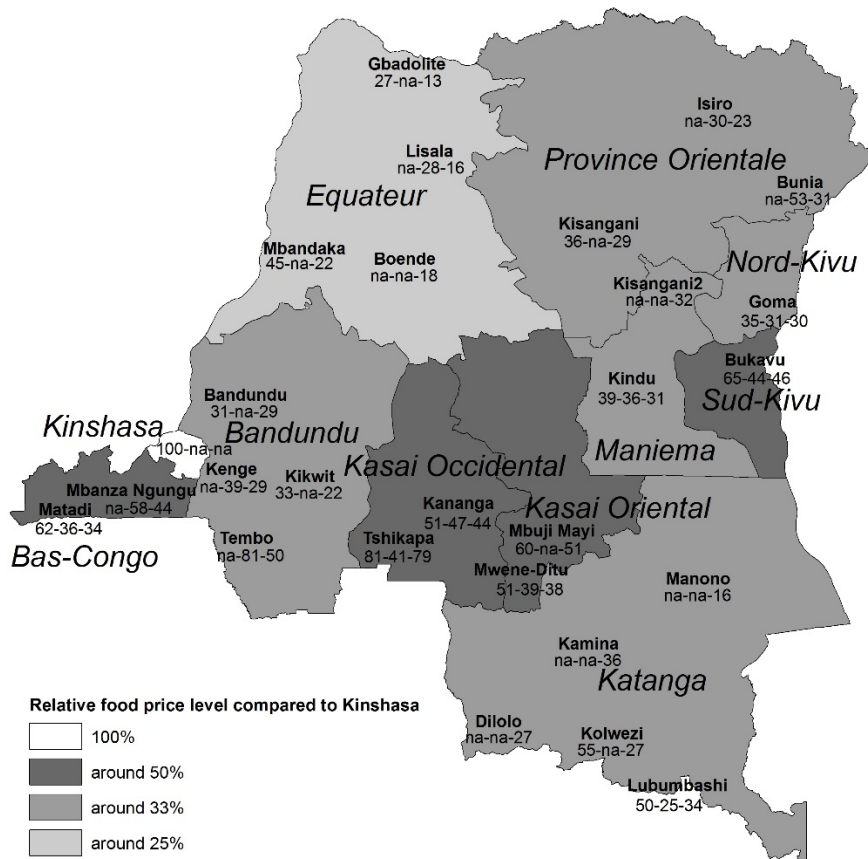 Gbadolite
27-na-13
Isiro
na-30-23
Lisala
na-28-16
Province Orientale
Equateur
Bunia
na-53-31
Kisangani
36-na-29
Mbandaka
45-na-22
Boende
na-na-18
Nord-Kivu
Kisangani2
na-na-32
Goma
35-31-30
Bukavu
65-44-46
Kindu
39-36-31
Sud-Kivu
Bandundu
31-na-29
Kinshasa
100-na-na
Bandundu
Maniema
Kasai Occidental
Kenge
na-39-29
Kikwit
33-na-22
Mbanza Ngungu
na-58-44
Matadi
62-36-34
Kananga
51-47-44
Kasai Oriental
Mbuji Mayi
60-na-51
Bas-Congo
Tembo
na-81-50
Tshikapa
81-41-79
Mwene-Ditu
51-39-38
Manono
na-na-16
Kamina
na-na-36
Katanga
Dilolo
na-na-27
Kolwezi
55-na-27
Lubumbashi
50-25-34
Relative food price level compared to Kinshasa
100%
around 50%
around 33%
around 25%